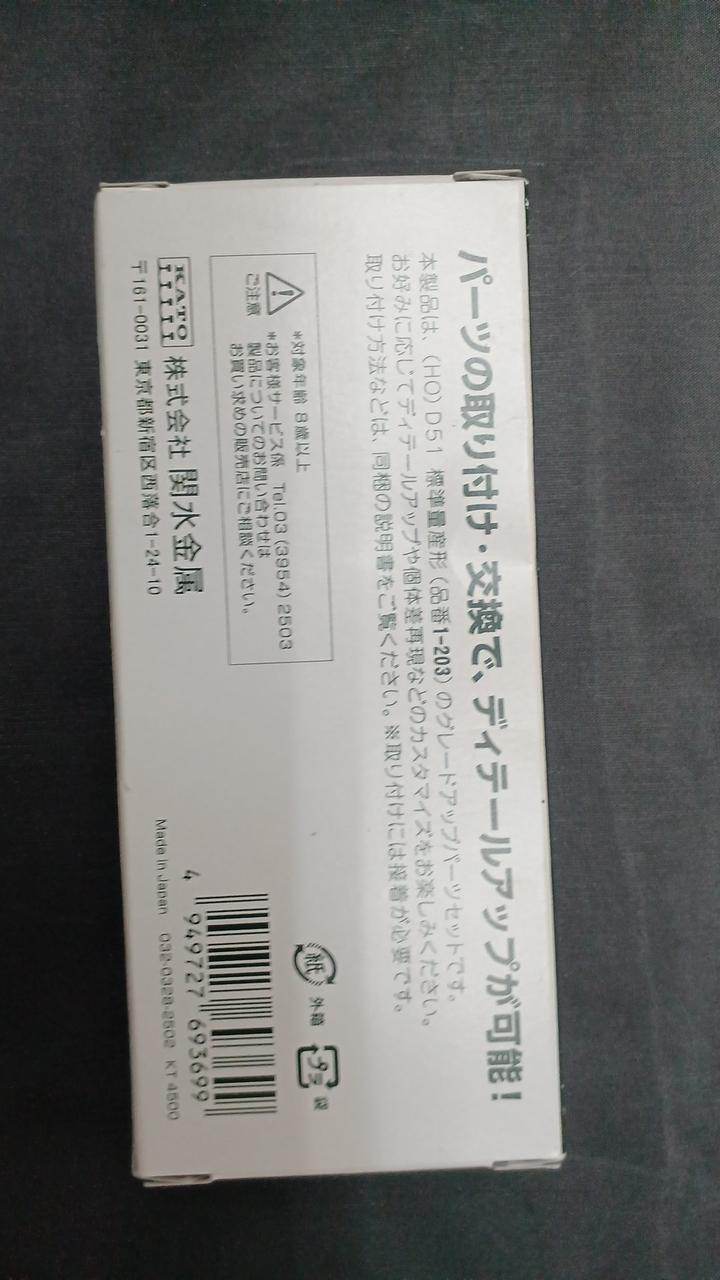 パーツの取り付け・交換で、ディテールアップが可能！
本製品は、(HO) D51 標準量産形（品番1-203）のグレードアップパーツセットです。
お好みに応じてディテールアップや個体差再現などのカスタマイズをお楽しみください。
取り付け方法などは、同梱の説明書をご覧ください。※取り付けには接着が必要です。
ご注意
*対象年齢 8歳以上
*お客様サービス係 Tel.03 (3954) 2503
製品についてのお問い合わせは
お買い求めの販売店にご相談ください。
KATO 株式会社 関水金属
〒161-0031 東京都新宿区西落合1-24-10
紙 外箱
プラ 袋
4 949727 693699
Made in Japan 032-0328-2502 KT 4500